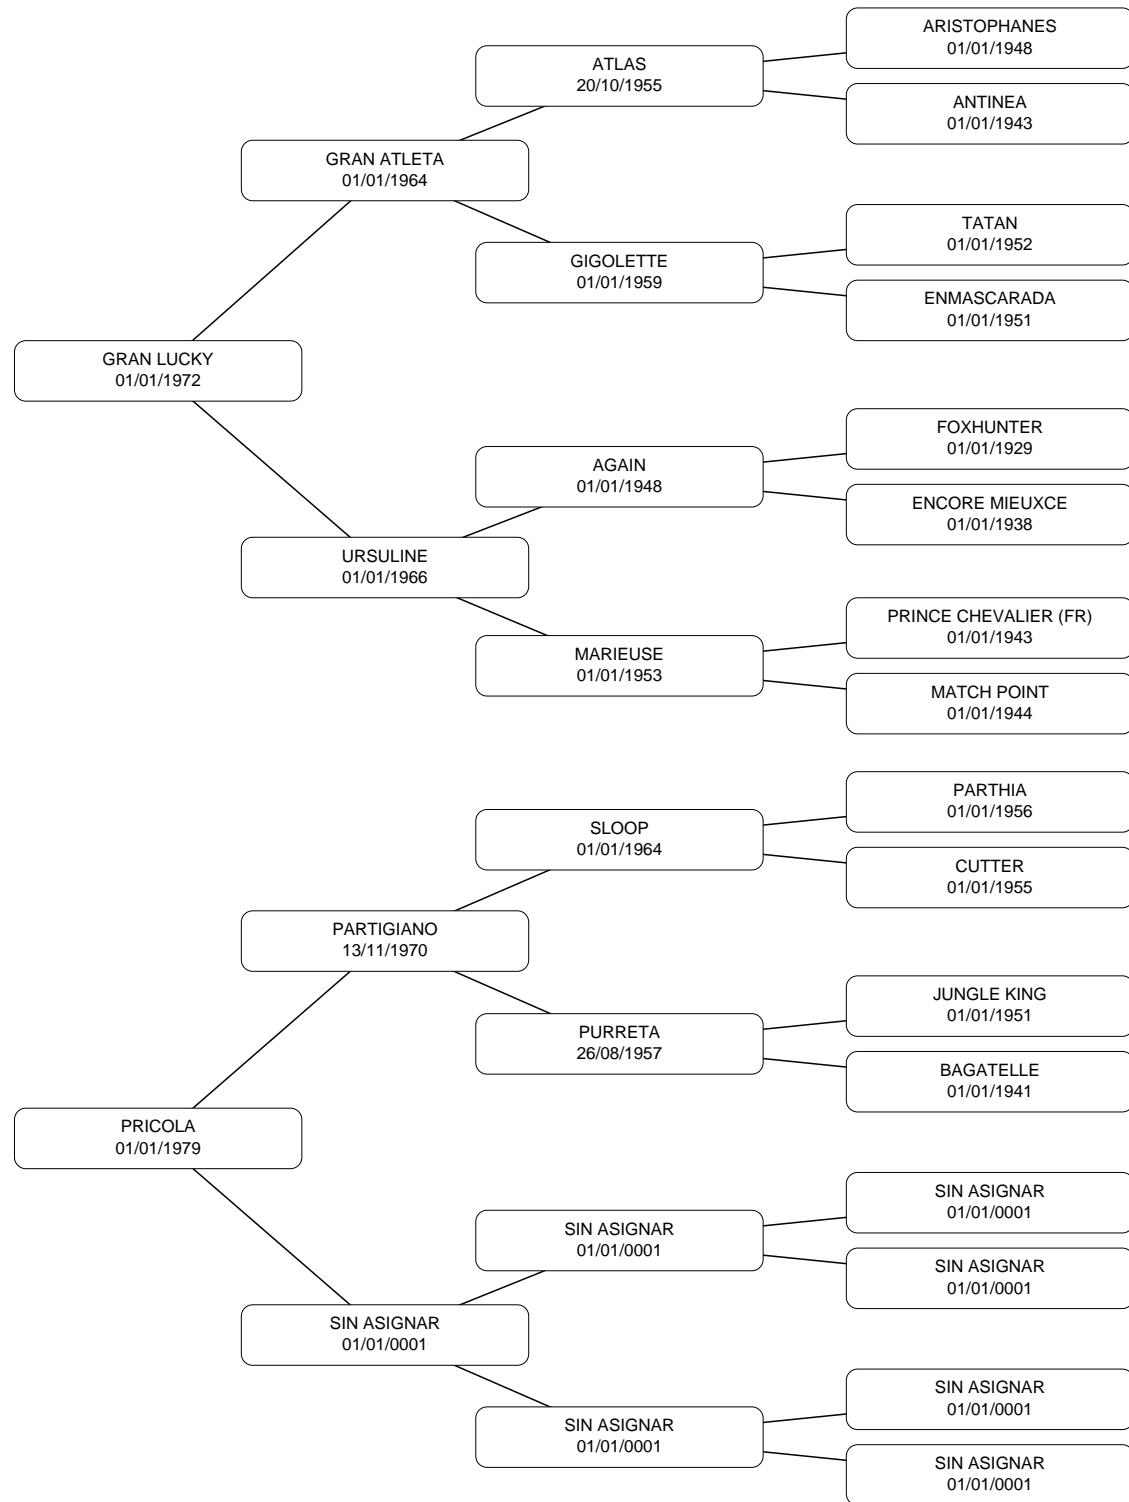 ARISTOPHANES
01/01/1948
ATLAS
20/10/1955
ANTINEA
01/01/1943
GRAN ATLETA
01/01/1964
TATAN
01/01/1952
GIGOLETTE
01/01/1959
ENMASCARADA
01/01/1951
GRAN LUCKY
01/01/1972
FOXHUNTER
01/01/1929
AGAIN
01/01/1948
ENCORE MIEUXCE
01/01/1938
URSULINE
01/01/1966
PRINCE CHEVALIER (FR)
01/01/1943
MARIEUSE
01/01/1953
MATCH POINT
01/01/1944
PARTHIA
01/01/1956
SLOOP
01/01/1964
CUTTER
01/01/1955
PARTIGIANO
13/11/1970
JUNGLE KING
01/01/1951
PURRETA
26/08/1957
BAGATELLE
01/01/1941
PRICOLA
01/01/1979
SIN ASIGNAR
01/01/0001
SIN ASIGNAR
01/01/0001
SIN ASIGNAR
01/01/0001
SIN ASIGNAR
01/01/0001
SIN ASIGNAR
01/01/0001
SIN ASIGNAR
01/01/0001
SIN ASIGNAR
01/01/0001